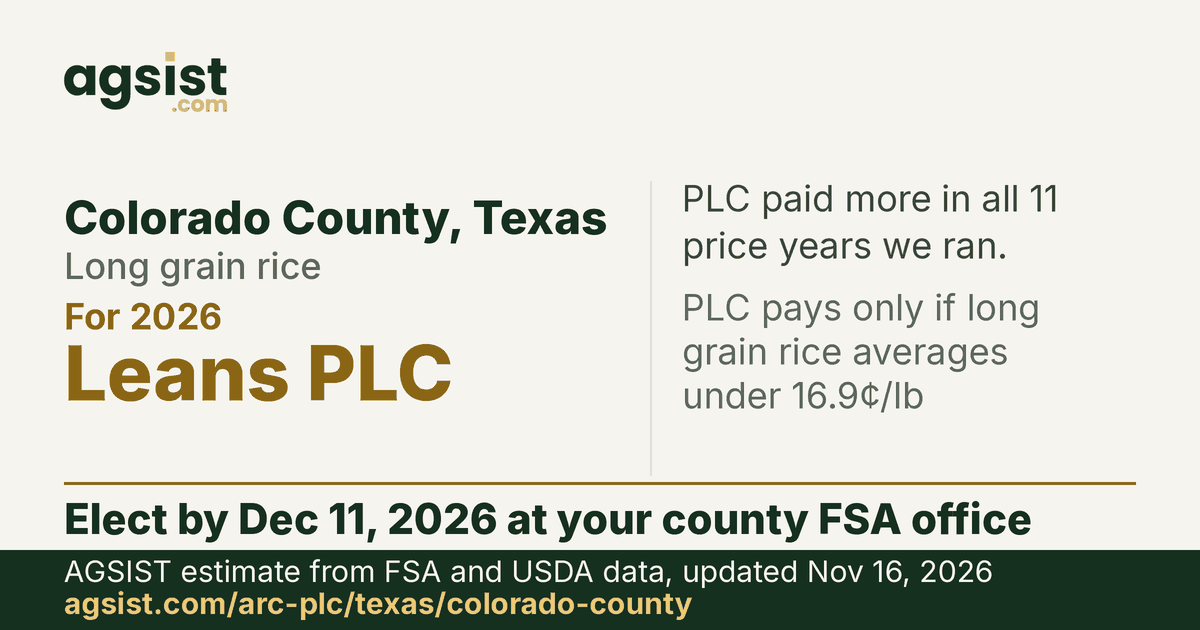 agsist
.com
Colorado County, Texas
Long grain rice
For 2026
Leans PLC
PLC paid more in all 11
price years we ran.
PLC pays only if long
grain rice averages
under 16.9¢/lb
Elect by Dec 11, 2026 at your county FSA office
AGSIST estimate from FSA and USDA data, updated Nov 16, 2026
agsist.com/arc-plc/texas/colorado-county